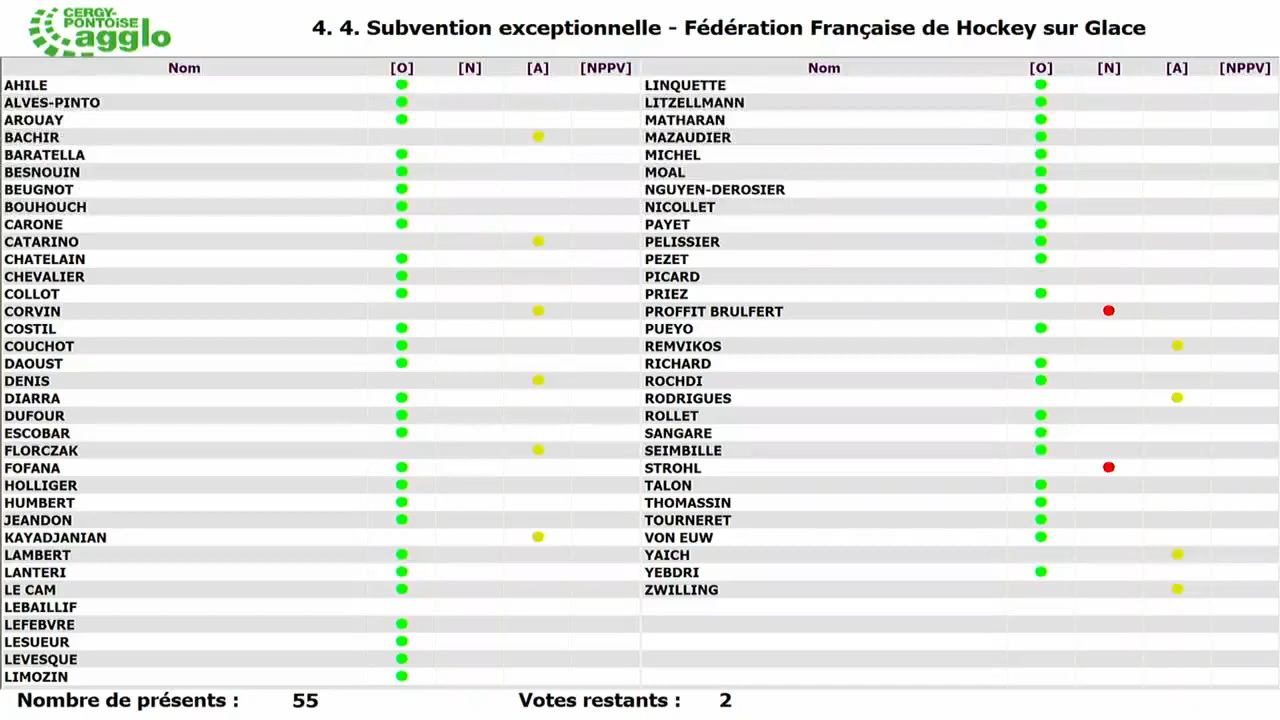 CERGY-
PONTOISE
agglo
4. 4. Subvention exceptionnelle - Fédération Française de Hockey sur Glace
Nom [O] [N] [A] [NPPV] Nom [O] [N] [A] [NPPV]
AHILE LINQUETTE
ALVES-PINTO LITZELLMANN
AROUAY MATHARAN
BACHIR MAZAUDIER
BARATELLA MICHEL
BESNOUIN MOAL
BEUGNOT NGUYEN-DEROSIER
BOUHOUCH NICOLLET
CARONE PAYET
CATARINO PELISSIER
CHATELAIN PEZET
CHEVALIER PICARD
COLLOT PRIEZ
CORVIN PROFFIT BRULFERT
COSTIL PUEYO
COUCHOT REMVIKOS
DAOUST RICHARD
DENIS ROCHDI
DIARRA RODRIGUES
DUFOUR ROLLET
ESCOBAR SANGARE
FLORCZAK SEIMBILLE
FOFANA STROHL
HOLLIGER TALON
HUMBERT THOMASSIN
JEANDON TOURNERET
KAYADJANIAN VON EUW
LAMBERT YAICH
LANTERI YEBDRI
LE CAM ZWILLING
LEBAILLIF
LEFEBVRE
LESUEUR
LEVESQUE
LIMOZIN
Nombre de présents : 55 Votes restants : 2